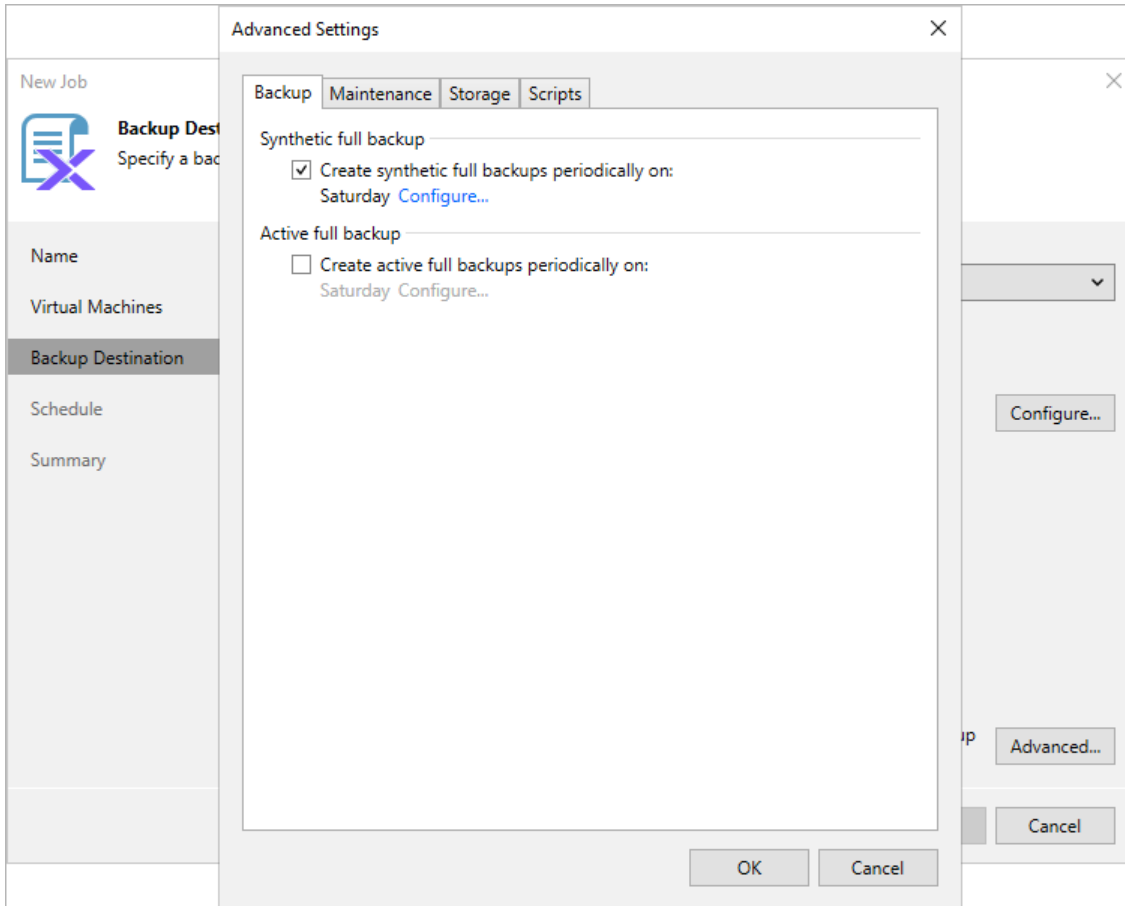 Advanced Settings
New Job
Backup Dest
Specify a bac
Name
Virtual Machines
Backup Destination
Schedule
Summary
Backup Maintenance Storage Scripts
Synthetic full backup
Create synthetic full backups periodically on:
Saturday Configure...
Active full backup
Create active full backups periodically on:
Saturday Configure...
Configure...
up Advanced...
Cancel
OK Cancel